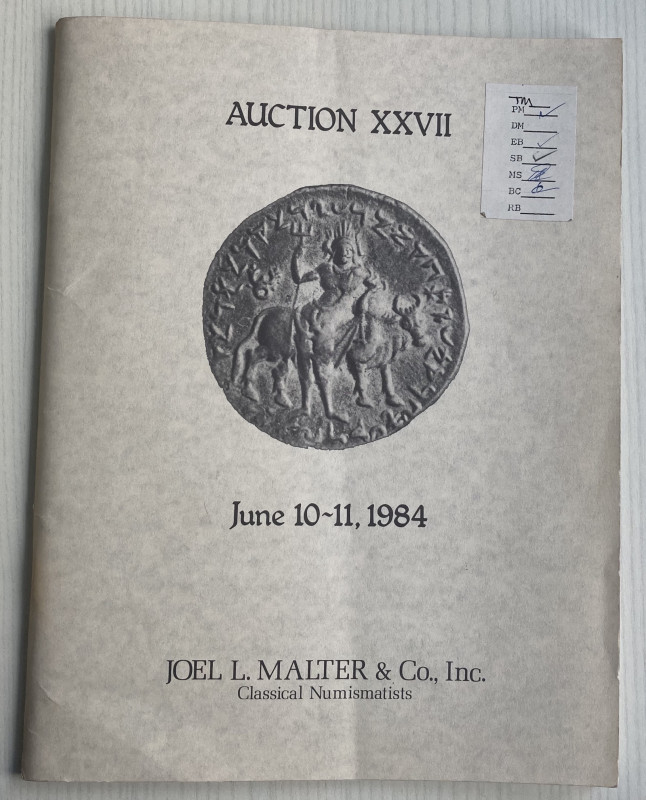 AUCTION XXVII
TM
PM
DM
EB
SB
MS
BC
RB
June 10-11, 1984
JOEL L. MALTER & Co., Inc.
Classical Numismatists